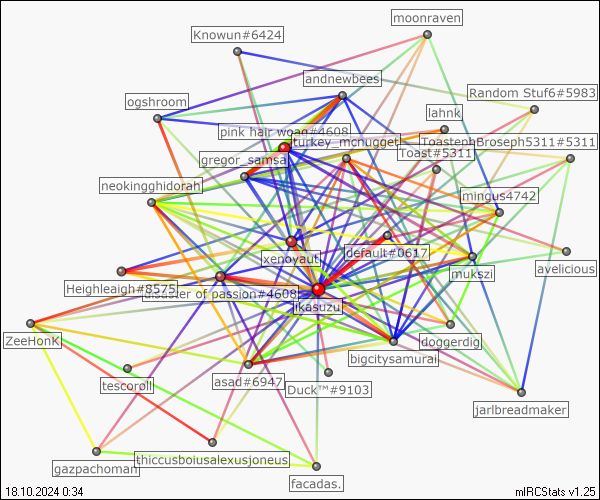 moonraven
Knowun#6424
andnewbees
Random Stuf6#5983
ogshroom
lahnk
pink hair woag#4608
turkey_mcnugget
ToastephBroseph5311#5311
Toast#5311
gregor_samsa
neokingghidorah
mingus4742
xenoyaut
default#0617
avelicious
mukszi
Heighleaigh#8575
disaster of passion#4608
ikasuzu
ZeeHonK
doggerdig
bigcitysamurai
tescoroll
asad#6947
Duck™#9103
jarlbreadmaker
gazpachoman
thiccusboiusalexusjoneus
facadas.
18.10.2024 0:34
mIRCStats v1.25